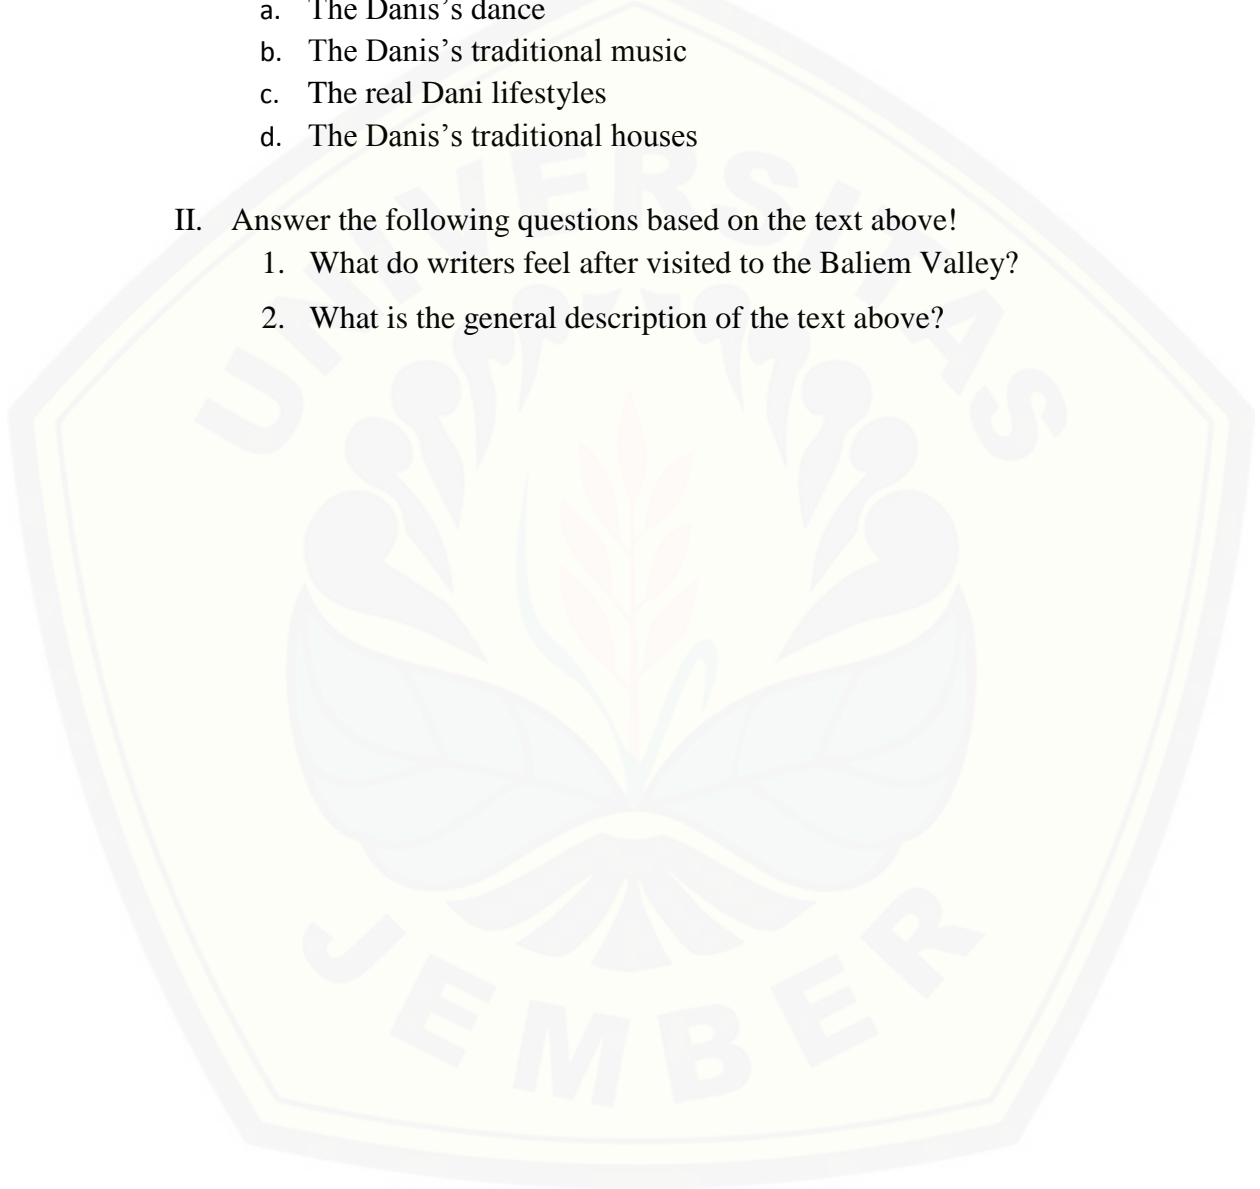 a. The Danis’s dance
b. The Danis’s traditional music
c. The real Dani lifestyles
d. The Danis’s traditional houses
II. Answer the following questions based on the text above!
1. What do writers feel after visited to the Baliem Valley?
2. What is the general description of the text above?
UNIVERSITAS
JEMBER